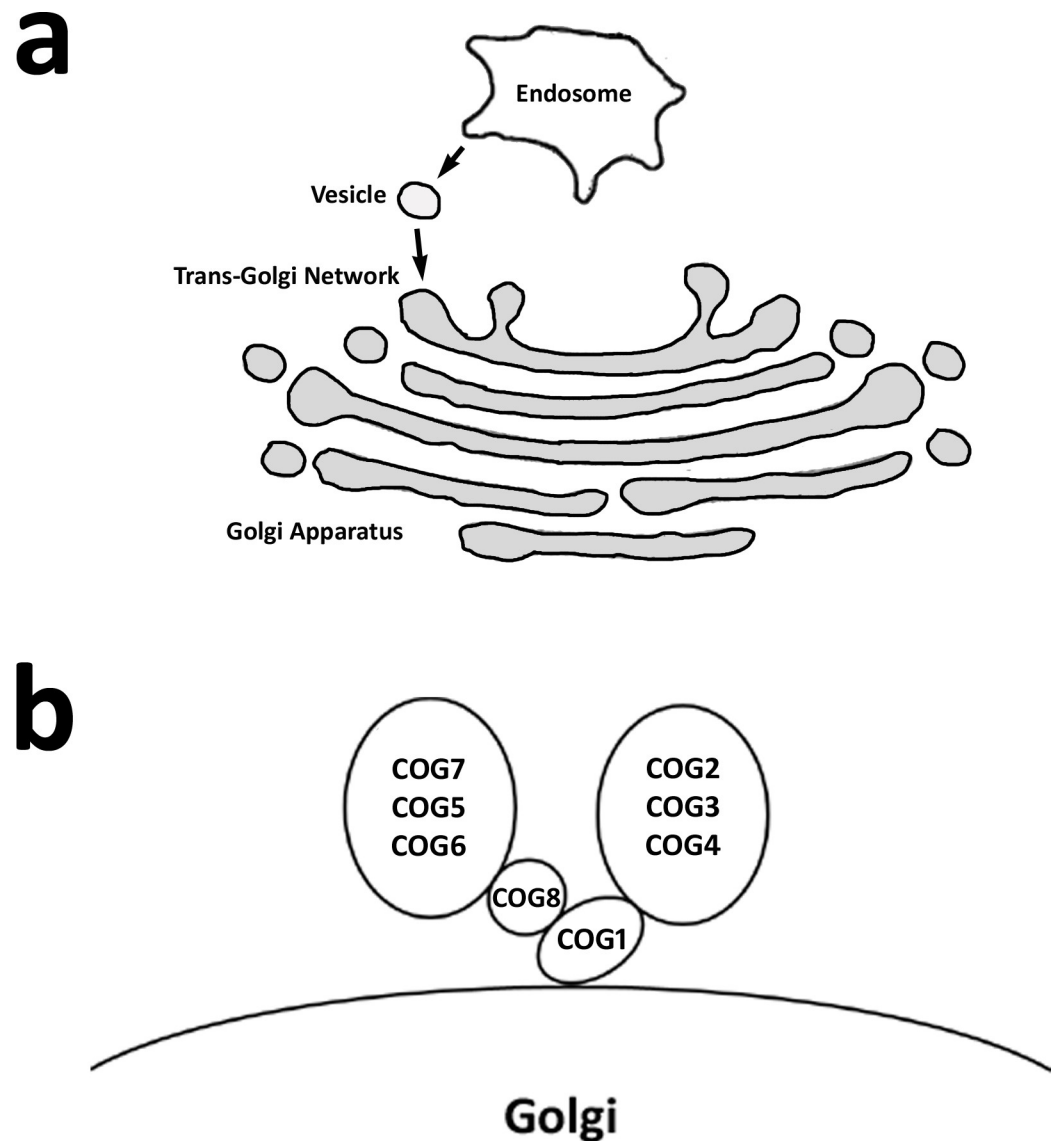 a
Endosome
Vesicle
Trans-Golgi Network
Golgi Apparatus
b
COG7
COG5
COG6
COG2
COG3
COG4
COG8
COG1
Golgi